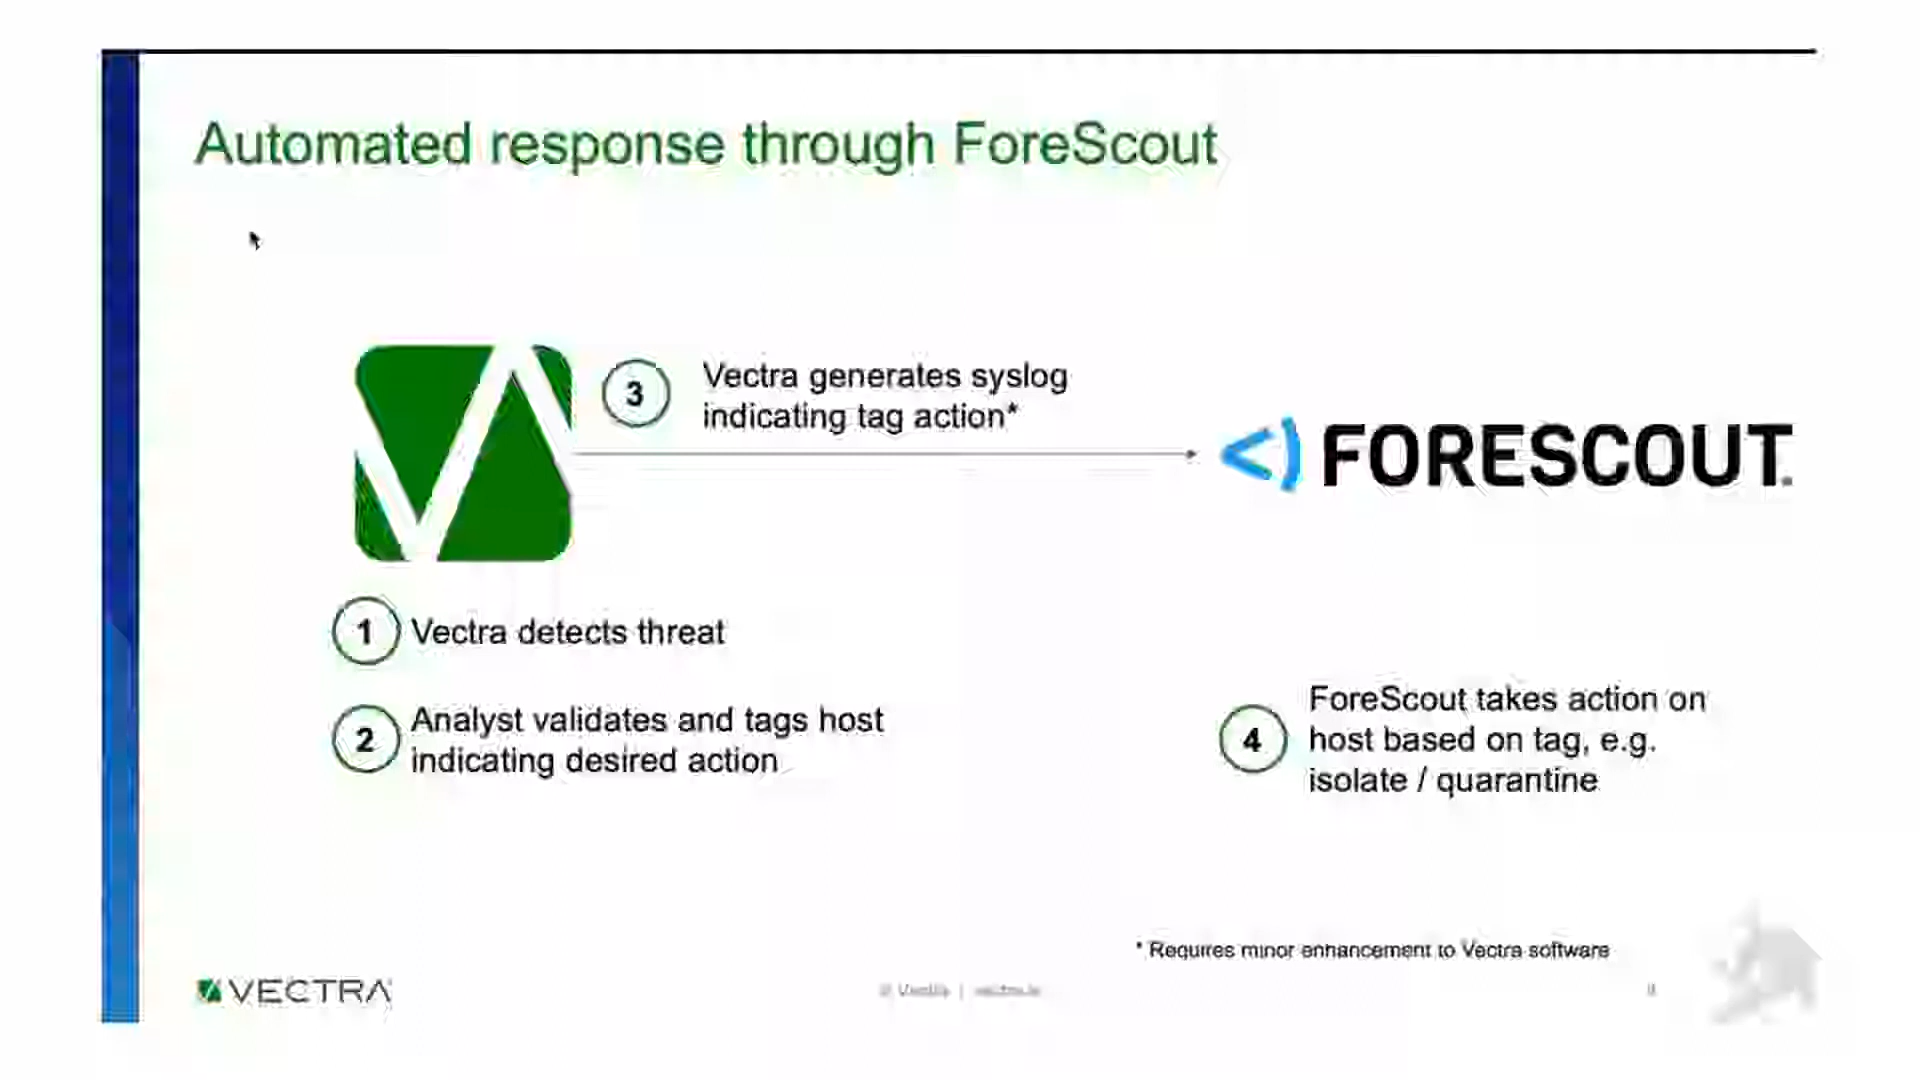 Automated response through ForeScout
3
Vectra generates syslog
indicating tag action*
FORESCOUT
1
Vectra detects threat
2
Analyst validates and tags host
indicating desired action
4
ForeScout takes action on
host based on tag, e.g.
isolate / quarantine
* Requires minor enhancement to Vectra software
VECTRA